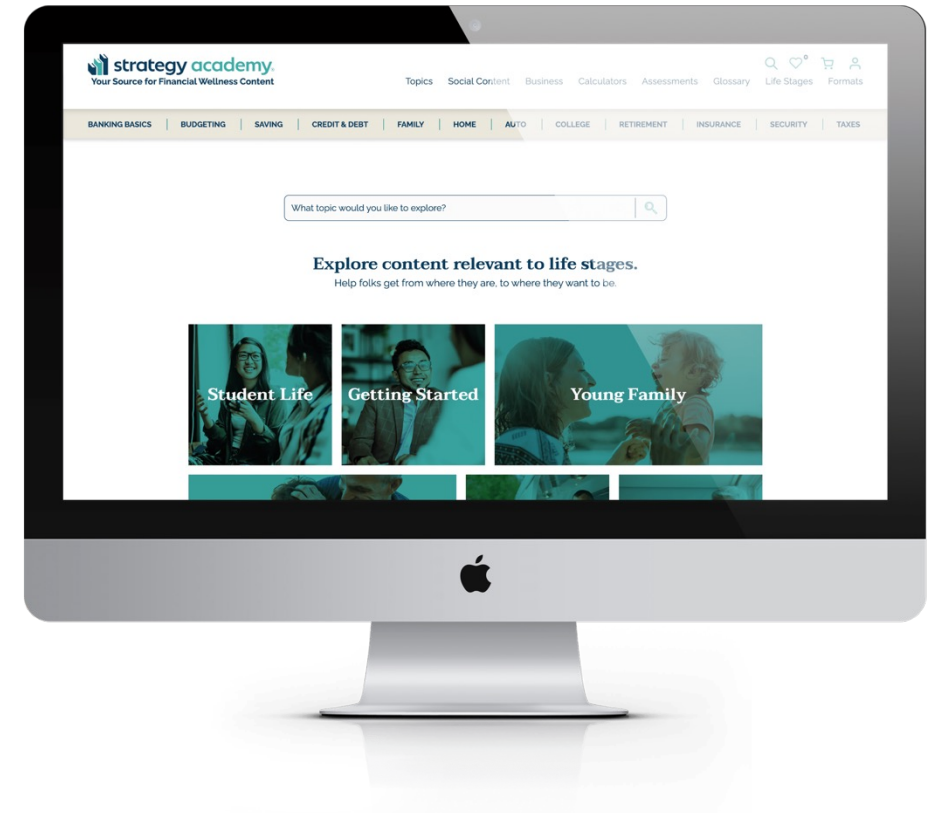 strategy academy.
Your Source for Financial Wellness Content
0
Topics Social Content Business Calculators Assessments Glossary Life Stages Formats
BANKING BASICS | BUDGETING | SAVING | CREDIT & DEBT | FAMILY | HOME | AUTO | COLLEGE | RETIREMENT | INSURANCE | SECURITY | TAXES
What topic would you like to explore?
Explore content relevant to life stages.
Help folks get from where they are, to where they want to be.
Student Life
Getting Started
Young Family